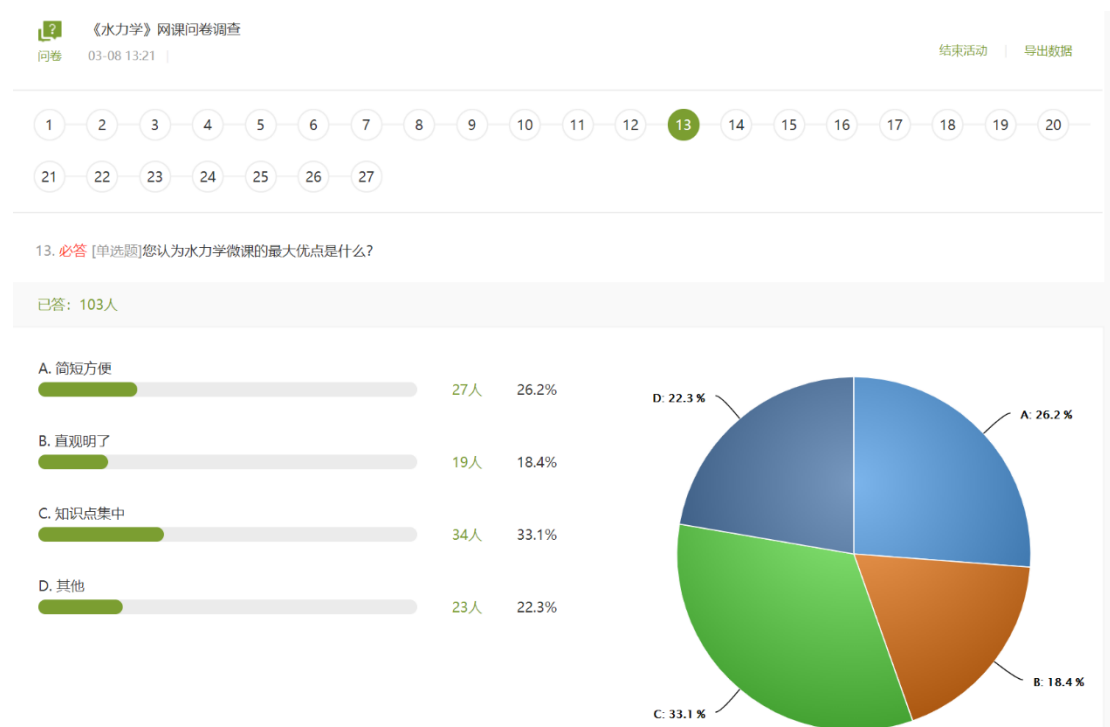 《水力学》网课问卷调查
问卷 03-08 13:21
结束活动 导出数据
1 2 3 4 5 6 7 8 9 10 11 12 13 14 15 16 17 18 19 20
21 22 23 24 25 26 27
13. 必答 [单选题]您认为水力学微课的最大优点是什么?
已答：103人
A. 简短方便
27人 26.2%
B. 直观明了
19人 18.4%
C. 知识点集中
34人 33.1%
D. 其他
23人 22.3%
D: 22.3 %
A: 26.2 %
B: 18.4 %
C: 33.1 %